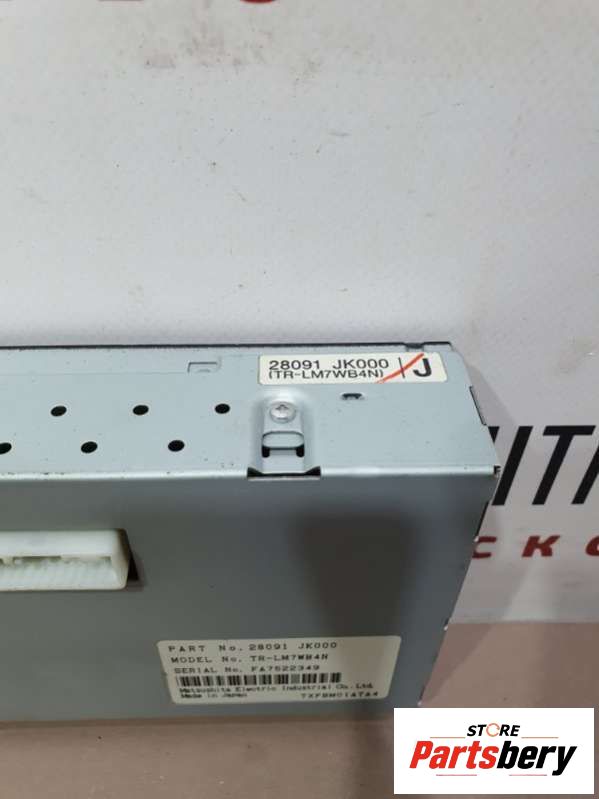 28091 JK000
(TR-LM7WB4N)
J
PART No. 28091 JK000
MODEL No. TR-LM7WB4N
SERIAL No. FA7522349
Matsushita Electric Industrial Co.,Ltd.
Made in Japan
STORE
Partsbery